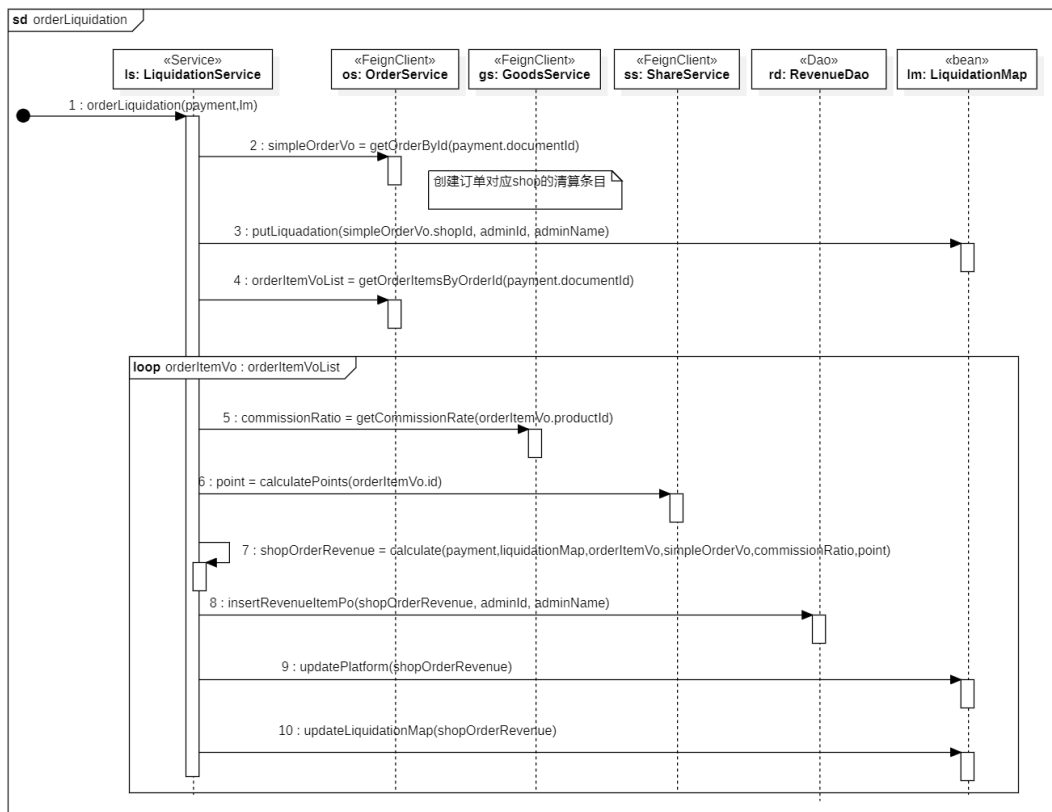 sd orderLiquidation
«Service»
ls: LiquidationService
«FeignClient»
os: OrderService
«FeignClient»
gs: GoodsService
«FeignClient»
ss: ShareService
«Dao»
rd: RevenueDao
«bean»
lm: LiquidationMap
1 : orderLiquidation(payment,lm)
2 : simpleOrderVo = getOrderById(payment.documentId)
创建订单对应shop的清算条目
3 : putLiquadation(simpleOrderVo.shopId, adminId, adminName)
4 : orderItemVoList = getOrderItemsByOrderId(payment.documentId)
loop orderItemVo : orderItemVoList
5 : commissionRatio = getCommissionRate(orderItemVo.productId)
6 : point = calculatePoints(orderItemVo.id)
7 : shopOrderRevenue = calculate(payment,liquidationMap,orderItemVo,simpleOrderVo,commissionRatio,point)
8 : insertRevenueItemPo(shopOrderRevenue, adminId, adminName)
9 : updatePlatform(shopOrderRevenue)
10 : updateLiquidationMap(shopOrderRevenue)